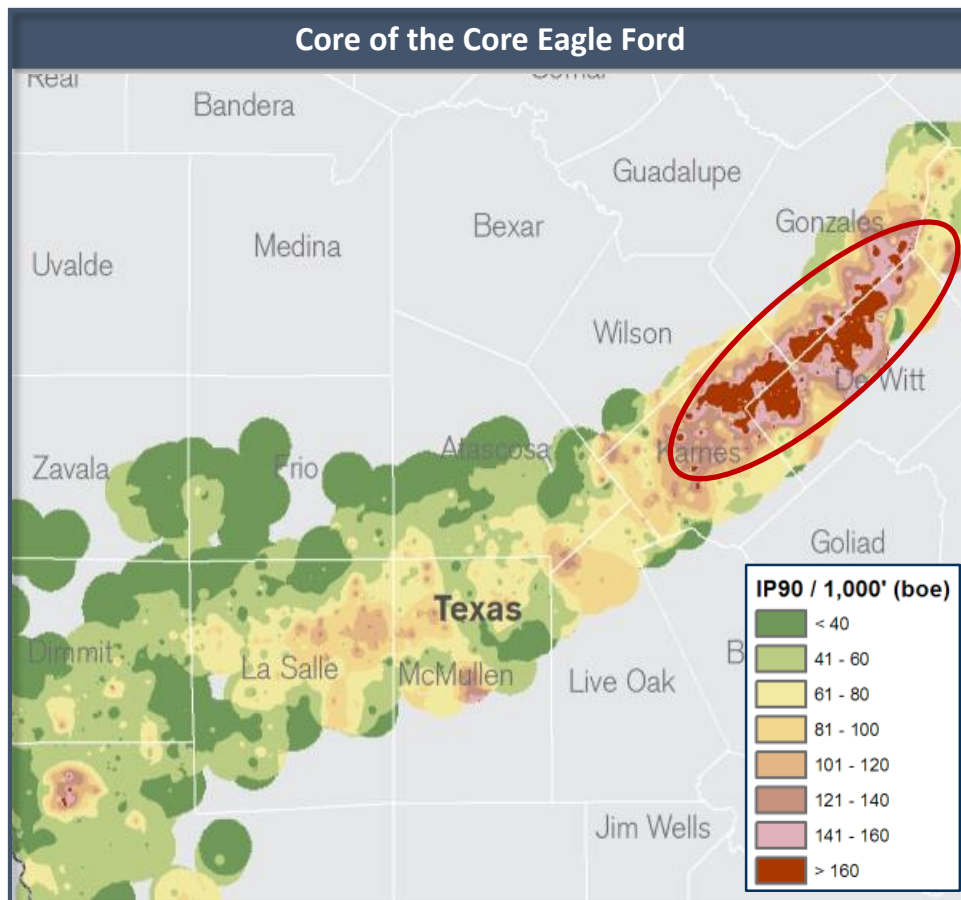 Core of the Core Eagle Ford
Real
Comal
Bandera
Guadalupe
Gonzales
Bexar
Medina
Uvalde
Wilson
De Witt
Zavala
Frio
Atascosa
Karnes
Goliad
Texas
Dimmit
La Salle
McMullen
Live Oak
B
Jim Wells
IP90 / 1,000' (boe)
< 40
41 - 60
61 - 80
81 - 100
101 - 120
121 - 140
141 - 160
> 160